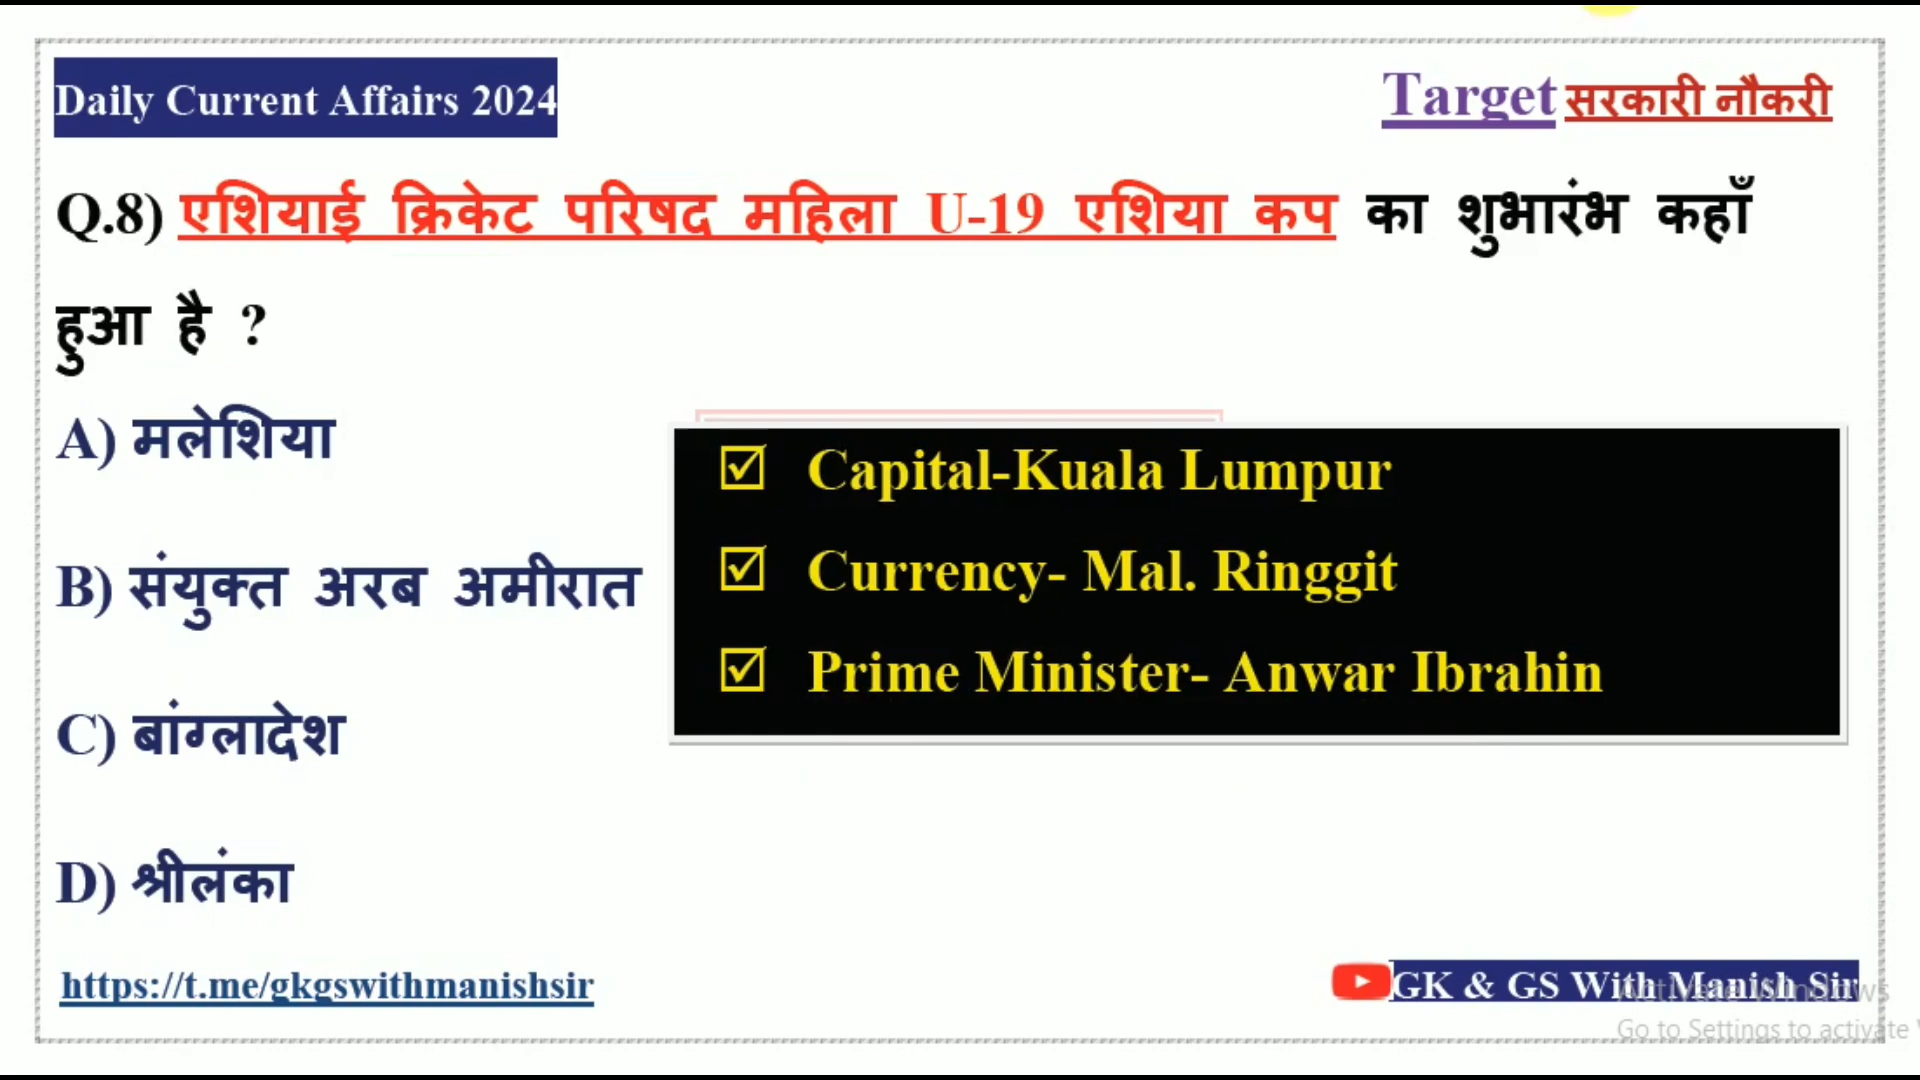 Daily Current Affairs 2024
Target सरकारी नौकरी
Q.8) एशियाई क्रिकेट परिषद महिला U-19 एशिया कप का शुभारंभ कहाँ
हुआ है ?
A) मलेशिया
B) संयुक्त अरब अमीरात
C) बांग्लादेश
D) श्रीलंका
Capital-Kuala Lumpur
Currency- Mal. Ringgit
Prime Minister- Anwar Ibrahin
https://t.me/gkgswithmanishsir
GK & GS With Manish Sir
Activate Windows
Go to Settings to activate